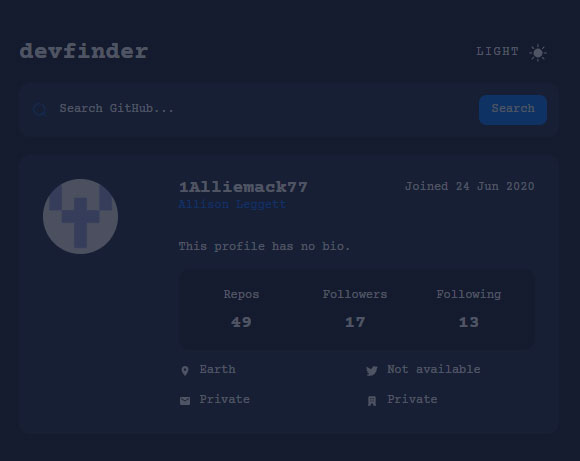 devfinder
LIGHT
Search GitHub...
Search
1Alliemack77
Joined 24 Jun 2020
Allison Leggett
This profile has no bio.
Repos Followers Following
49 17 13
Earth
Not available
Private
Private